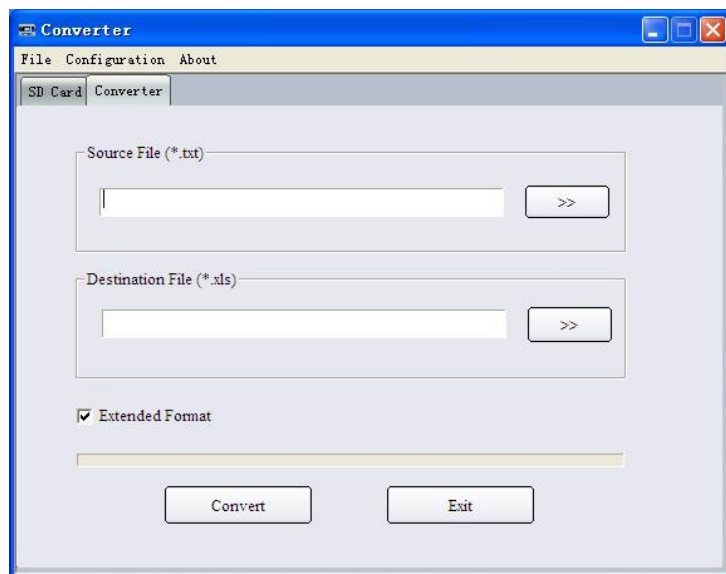 Converter
File Configuration About
SD Card Converter
Source File (*.txt)
>>
Destination File (*.xls)
>>
Extended Format
Convert Exit